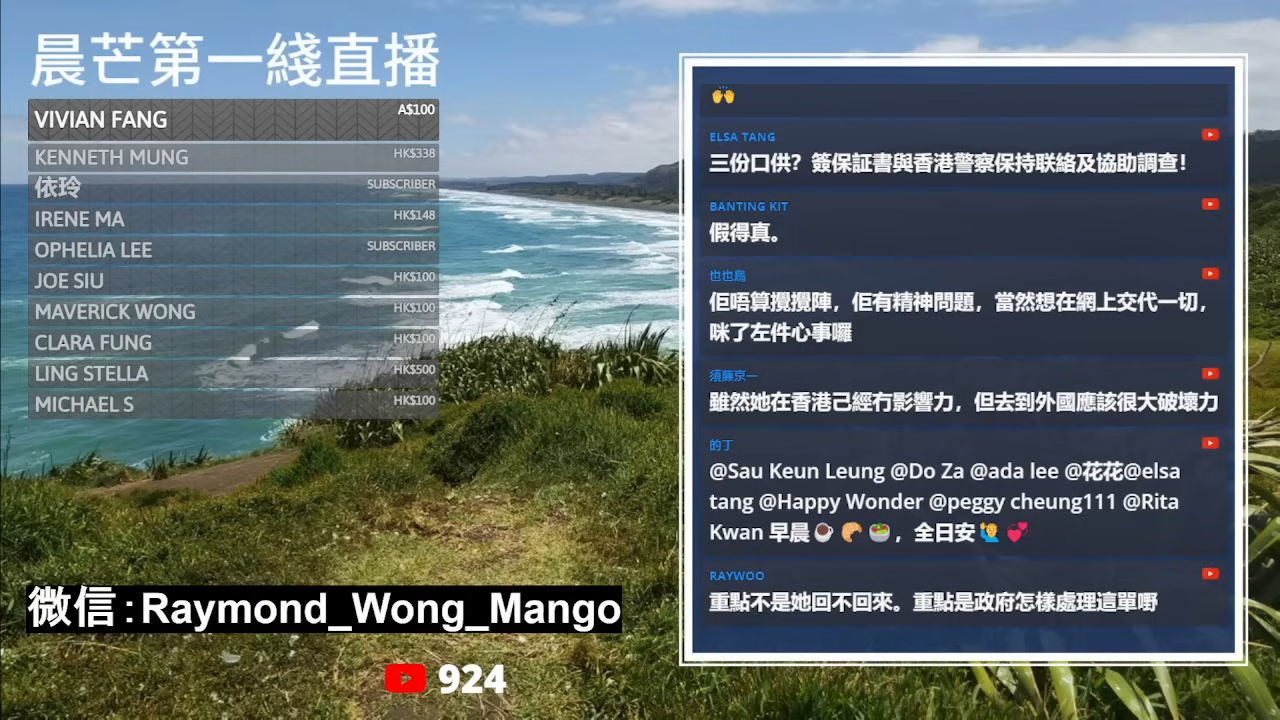 晨芒第一綫直播
VIVIAN FANG A$100
KENNETH MUNG HK$338
依玲 SUBSCRIBER
IRENE MA HK$148
OPHELIA LEE SUBSCRIBER
JOE SIU HK$100
MAVERICK WONG HK$100
CLARA FUNG HK$100
LING STELLA HK$500
MICHAEL S HK$100
微信:Raymond_Wong_Mango
924
🙌
ELSA TANG
三份口供？簽保証書與香港警察保持联絡及協助調查！
BANTING KIT
假得真。
也也鳥
佢唔算攪攪陣，佢有精神問題，當然想在網上交代一切，
咪了左件心事囉
須藤京一
雖然她在香港己經冇影響力，但去到外國應該很大破壞力
的丁
@Sau Keun Leung @Do Za @ada lee @花花@elsa
tang @Happy Wonder @peggy cheung111 @Rita
Kwan 早晨☕🥐🥗，全日安🙋💞
RAYWOO
重點不是她回不回來。重點是政府怎樣處理這單嘢